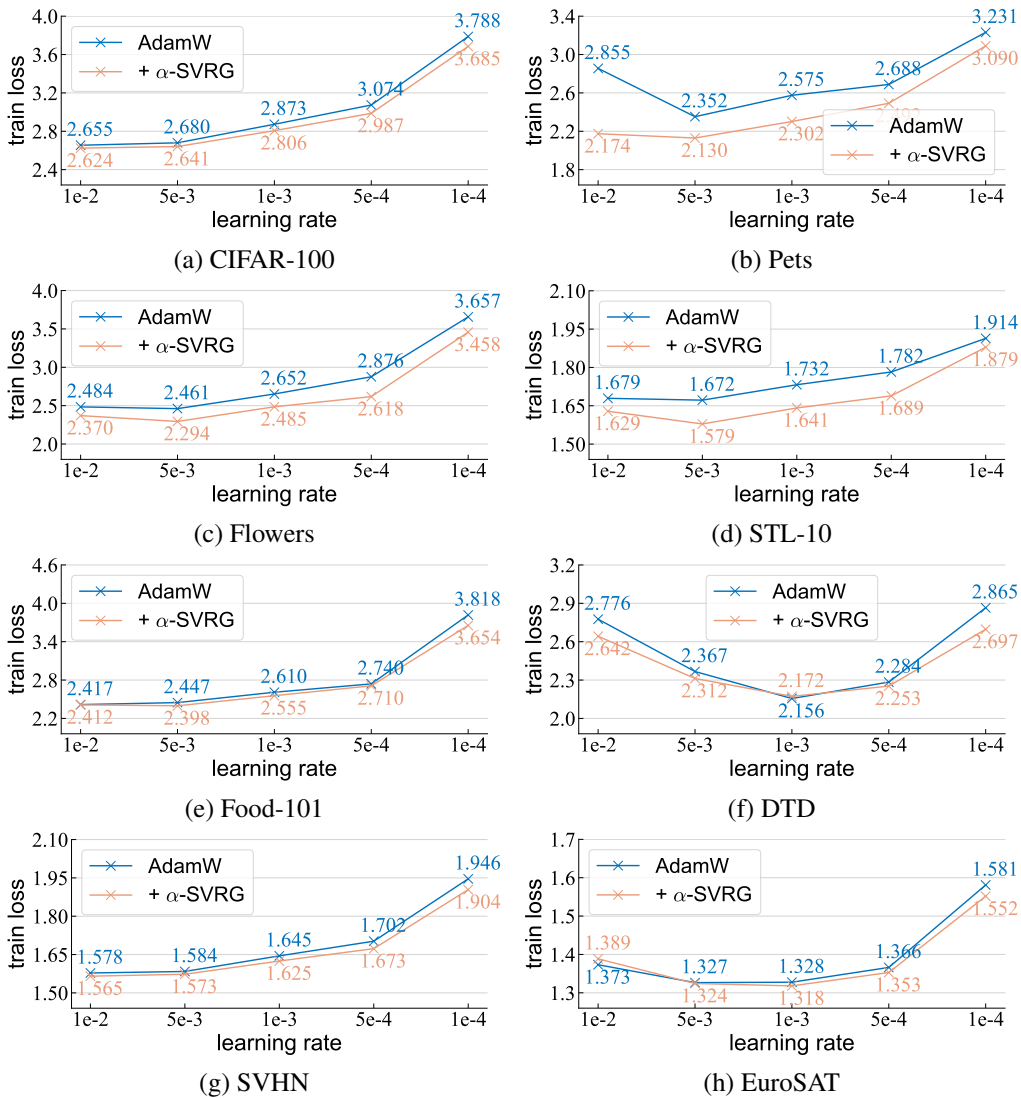 4.0
3.6
3.2
2.8
2.4
train loss
AdamW
+ α-SVRG
2.655
2.680
2.873
3.074
3.788
2.624
2.641
2.806
2.987
3.685
1e-2 5e-3 1e-3 5e-4 1e-4
learning rate
(a) CIFAR-100
3.4
3.0
2.6
2.2
1.8
train loss
2.855
2.352
2.575
2.688
3.231
2.174
2.130
2.302
3.090
AdamW
+ α-SVRG
1e-2 5e-3 1e-3 5e-4 1e-4
learning rate
(b) Pets
4.0
3.5
3.0
2.5
2.0
train loss
AdamW
+ α-SVRG
2.484
2.461
2.652
2.876
3.657
2.370
2.294
2.485
2.618
3.458
1e-2 5e-3 1e-3 5e-4 1e-4
learning rate
(c) Flowers
2.10
1.95
1.80
1.65
1.50
train loss
AdamW
+ α-SVRG
1.679
1.672
1.732
1.782
1.914
1.629
1.579
1.641
1.689
1.879
1e-2 5e-3 1e-3 5e-4 1e-4
learning rate
(d) STL-10
4.6
4.0
3.4
2.8
2.2
train loss
AdamW
+ α-SVRG
2.417
2.447
2.610
2.740
3.818
2.412
2.398
2.555
2.710
3.654
1e-2 5e-3 1e-3 5e-4 1e-4
learning rate
(e) Food-101
3.2
2.9
2.6
2.3
2.0
train loss
AdamW
+ α-SVRG
2.776
2.367
2.156
2.284
2.865
2.642
2.312
2.172
2.253
2.697
1e-2 5e-3 1e-3 5e-4 1e-4
learning rate
(f) DTD
2.10
1.95
1.80
1.65
1.50
train loss
AdamW
+ α-SVRG
1.578
1.584
1.645
1.702
1.946
1.565
1.573
1.625
1.673
1.904
1e-2 5e-3 1e-3 5e-4 1e-4
learning rate
(g) SVHN
1.7
1.6
1.5
1.4
1.3
train loss
AdamW
+ α-SVRG
1.373
1.327
1.328
1.366
1.581
1.389
1.324
1.318
1.353
1.552
1e-2 5e-3 1e-3 5e-4 1e-4
learning rate
(h) EuroSAT